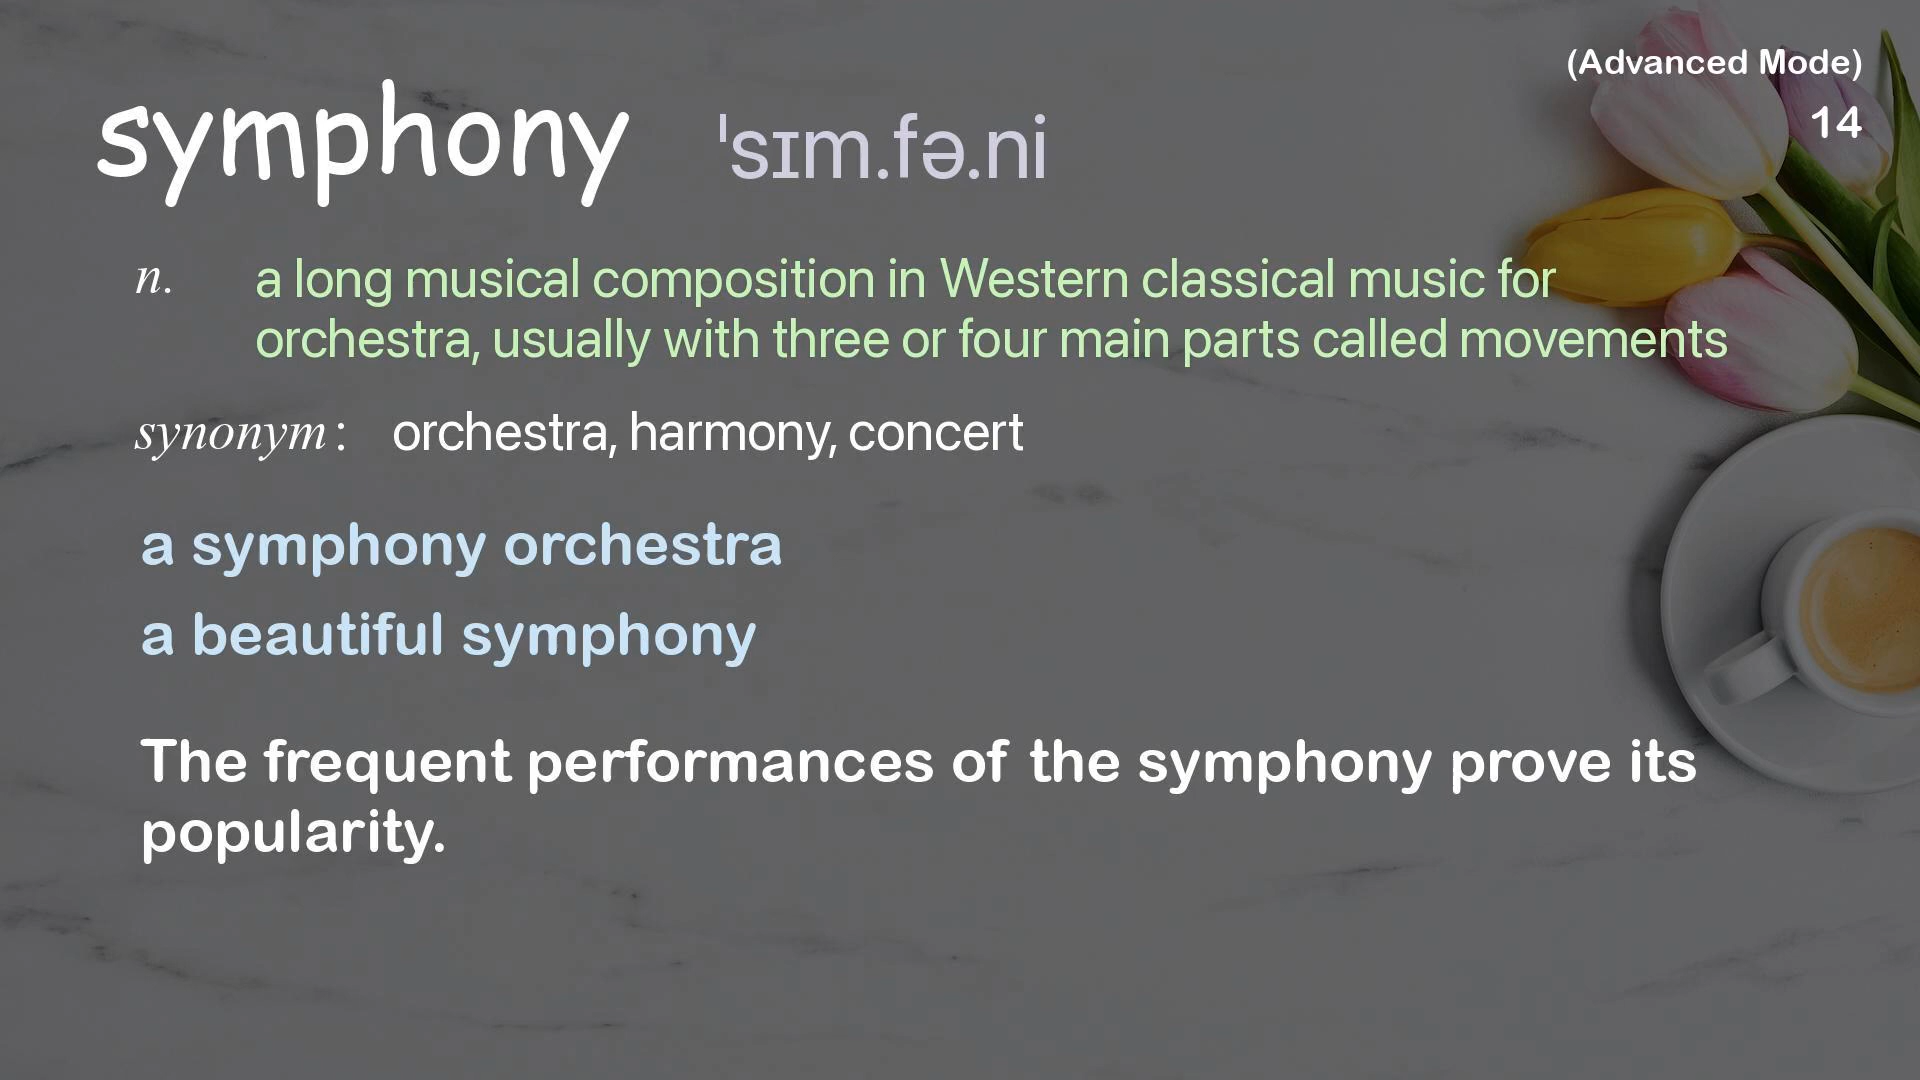 (Advanced Mode)
symphony ˈsɪm.fə.ni
14
n. a long musical composition in Western classical music for
orchestra, usually with three or four main parts called movements
synonym: orchestra, harmony, concert
a symphony orchestra
a beautiful symphony
The frequent performances of the symphony prove its
popularity.